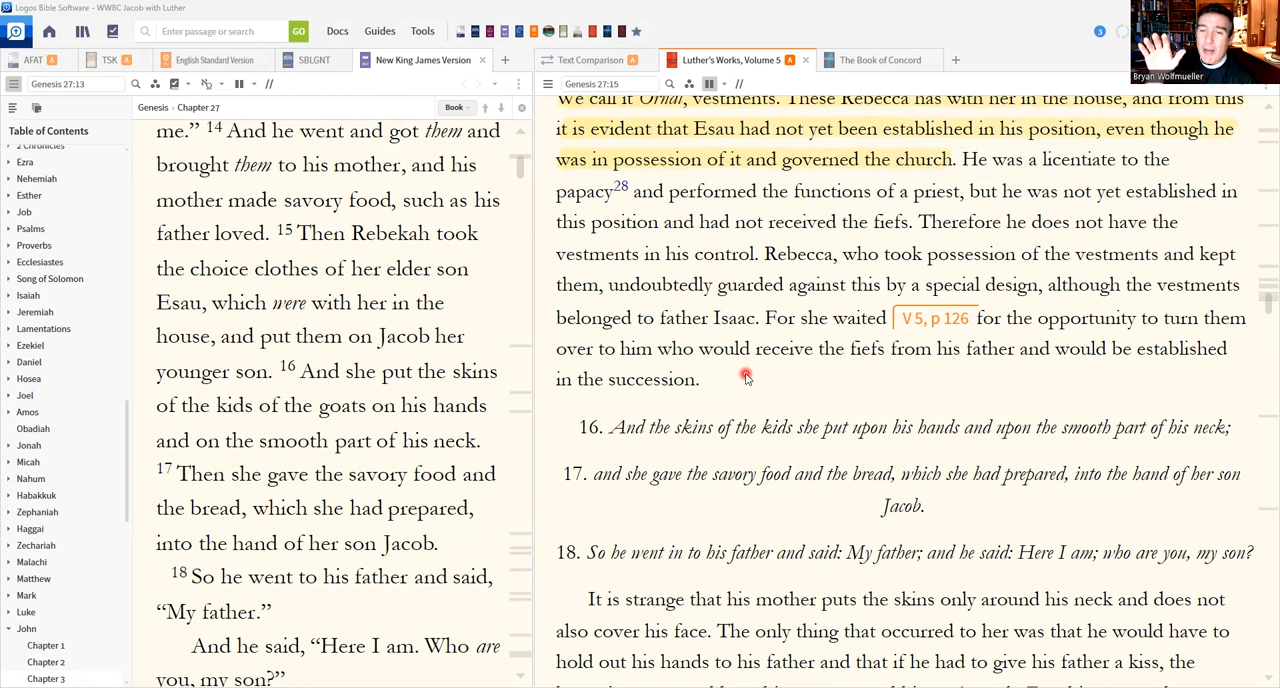 Logos Bible Software - WWBC Jacob with Luther
Enter passage or search
GO
Docs
Guides
Tools
3
Bryan Wolfmueller
AFAT A
TSK A
English Standard Version
SBLGNT
New King James Version ×
+
Text Comparison A
Luther's Works, Volume 5 A ×
The Book of Concord
+
Genesis 27:13
Genesis 27:15
Genesis › Chapter 27
Book
Table of Contents
2 Chronicles
Ezra
Nehemiah
Esther
Job
Psalms
Proverbs
Ecclesiastes
Song of Solomon
Isaiah
Jeremiah
Lamentations
Ezekiel
Daniel
Hosea
Joel
Amos
Obadiah
Jonah
Micah
Nahum
Habakkuk
Zephaniah
Haggai
Zechariah
Malachi
Matthew
Mark
Luke
John
Chapter 1
Chapter 2
Chapter 3
me.” 14 And he went and got them and
brought them to his mother, and his
mother made savory food, such as his
father loved. 15 Then Rebekah took
the choice clothes of her elder son
Esau, which were with her in the
house, and put them on Jacob her
younger son. 16 And she put the skins
of the kids of the goats on his hands
and on the smooth part of his neck.
17 Then she gave the savory food and
the bread, which she had prepared,
into the hand of her son Jacob.
18 So he went to his father and said,
“My father.”
And he said, “Here I am. Who are
you, my son?”
We call it Ornat, vestments. These Rebecca has with her in the house, and from this
it is evident that Esau had not yet been established in his position, even though he
was in possession of it and governed the church. He was a licentiate to the
papacy28 and performed the functions of a priest, but he was not yet established in
this position and had not received the fiefs. Therefore he does not have the
vestments in his control. Rebecca, who took possession of the vestments and kept
them, undoubtedly guarded against this by a special design, although the vestments
belonged to father Isaac. For she waited V 5, p 126 for the opportunity to turn them
over to him who would receive the fiefs from his father and would be established
in the succession.
16. And the skins of the kids she put upon his hands and upon the smooth part of his neck;
17. and she gave the savory food and the bread, which she had prepared, into the hand of her son
Jacob.
18. So he went in to his father and said: My father; and he said: Here I am; who are you, my son?
It is strange that his mother puts the skins only around his neck and does not
also cover his face. The only thing that occurred to her was that he would have to
hold out his hands to his father and that if he had to give his father a kiss, the